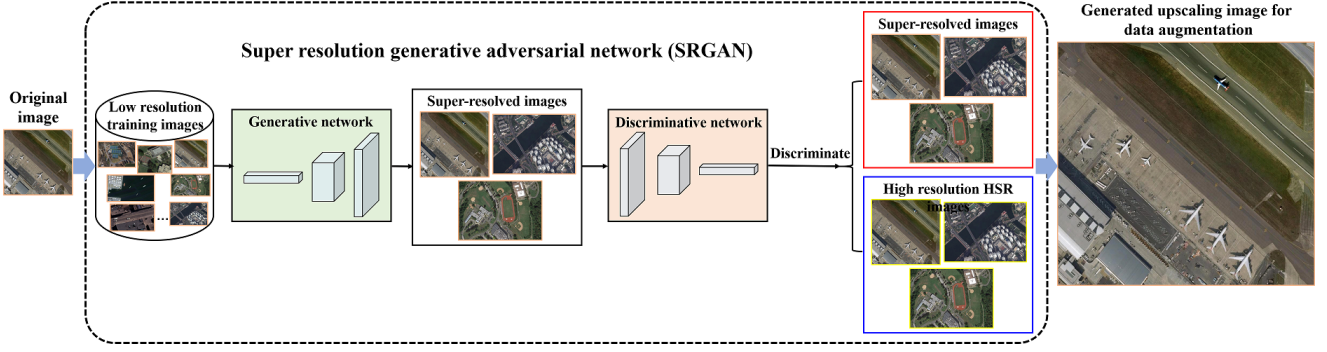 Original
image
Super resolution generative adversarial network (SRGAN)
Low resolution
training images
...
Generative network
Super-resolved images
Discriminative network
Discriminate
Super-resolved images
High resolution HSR
images
Generated upscaling image for
data augmentation